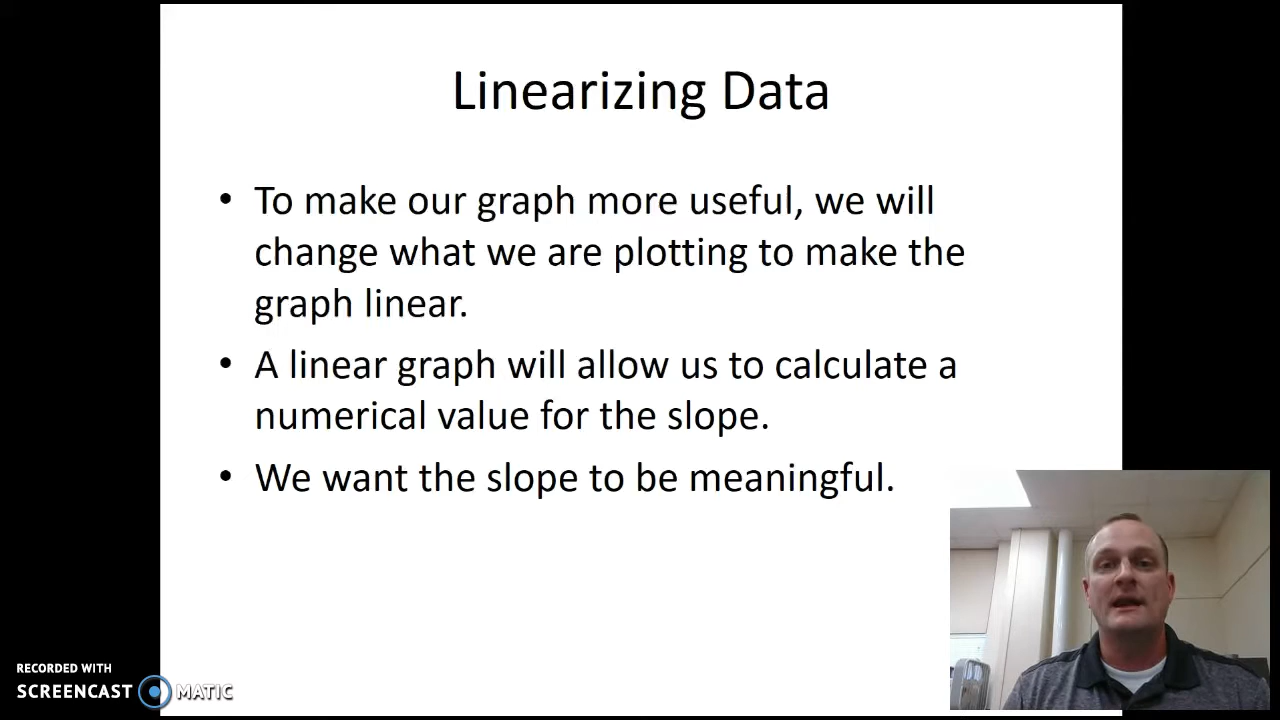 Linearizing Data
• To make our graph more useful, we will
change what we are plotting to make the
graph linear.
• A linear graph will allow us to calculate a
numerical value for the slope.
• We want the slope to be meaningful.
RECORDED WITH
SCREENCAST MATIC